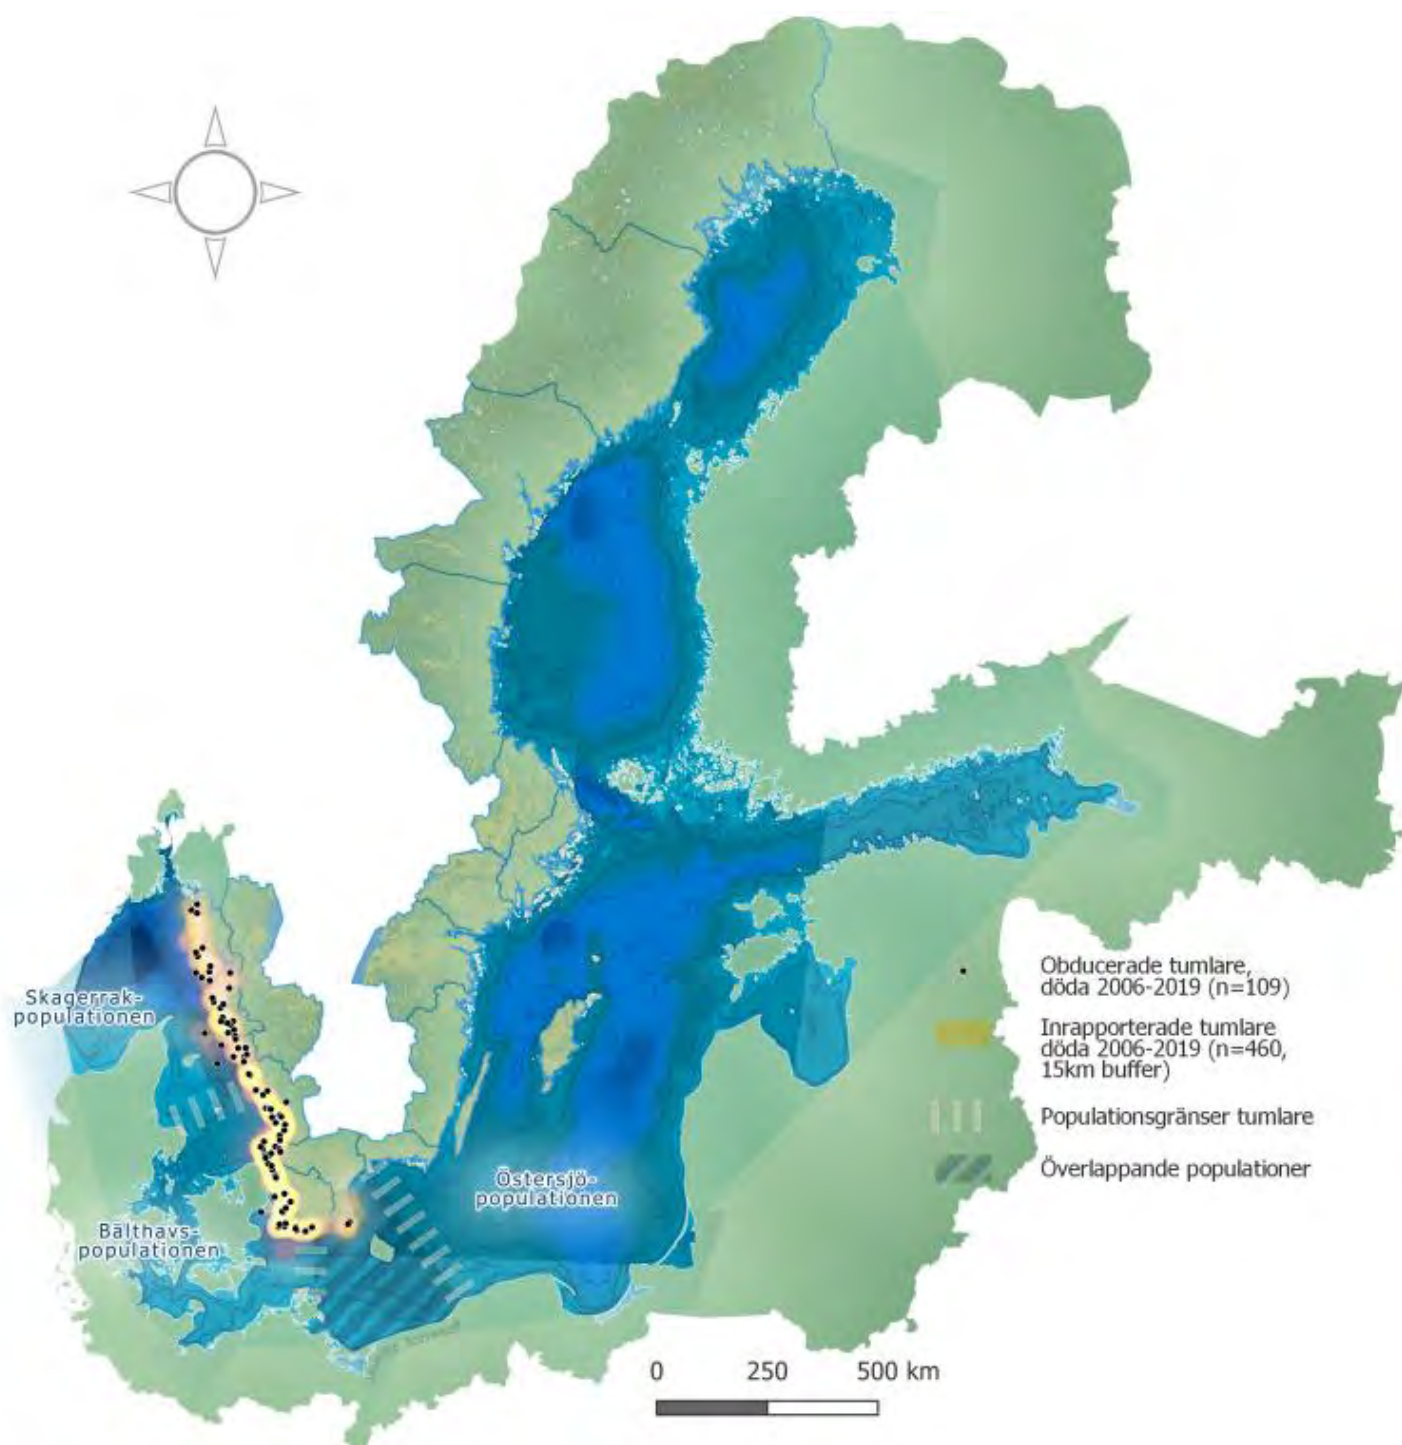 Skagerrak-
populationen
Obducerade tumlare,
döda 2006-2019 (n=109)
Inrapporterade tumlare
döda 2006-2019 (n=460,
15km buffer)
Populationsgränser tumlare
Överlappande populationer
Östersjö-
populationen
Bälthavs-
populationen
0 250 500 km